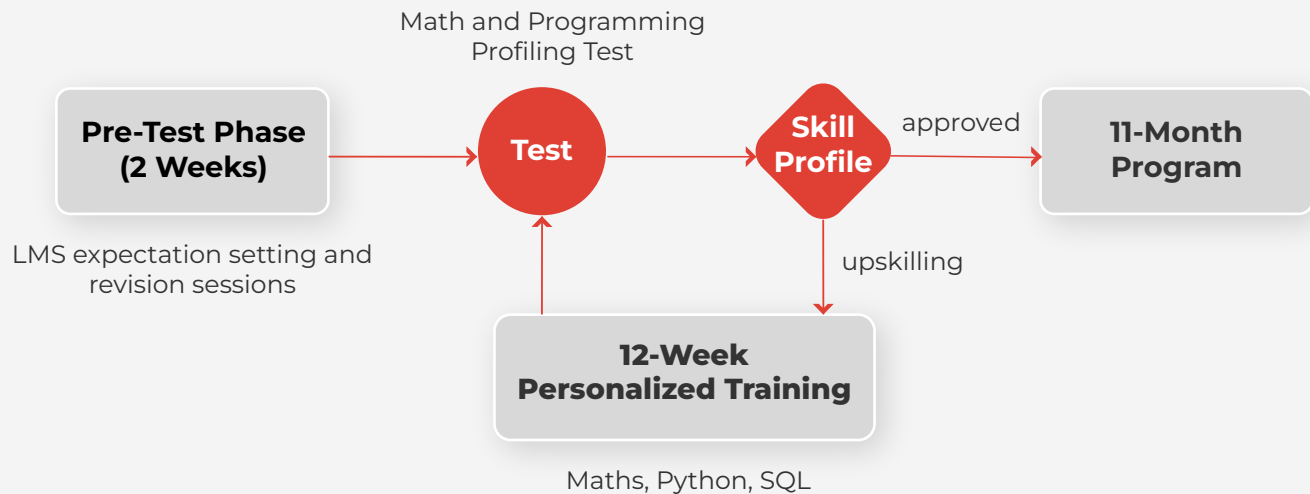 Math and Programming
Profiling Test
Pre-Test Phase
(2 Weeks)
Test
Skill
Profile
approved
11-Month
Program
LMS expectation setting and
revision sessions
upskilling
12-Week
Personalized Training
Maths, Python, SQL